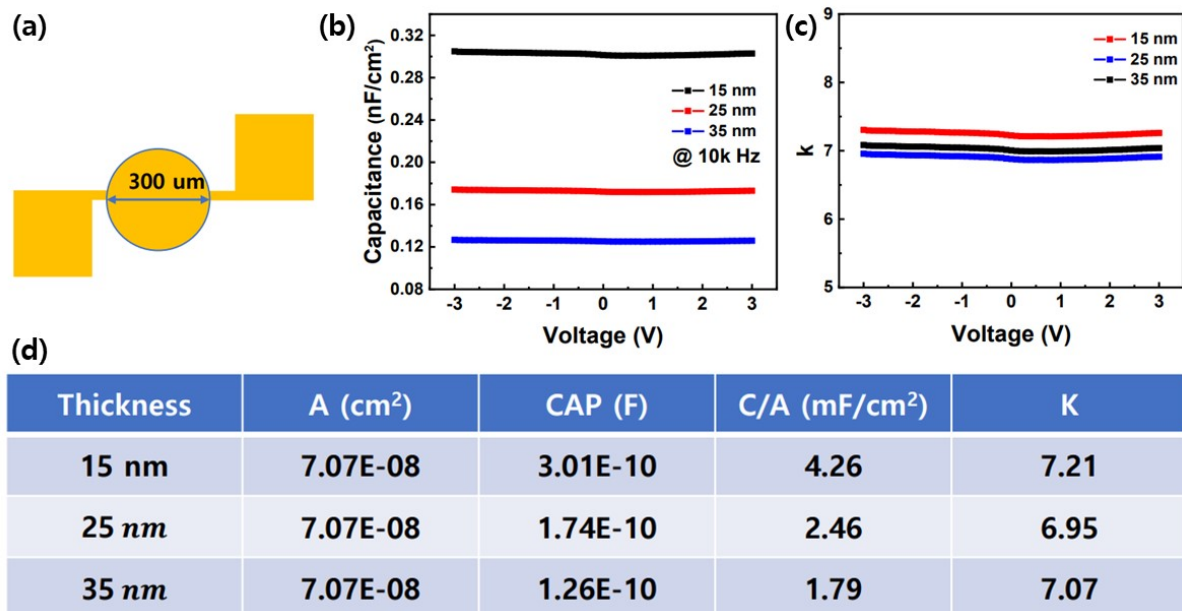 (a)
300 um
(b)
Capacitance (nF/cm²)
0.32
0.28
0.24
0.20
0.16
0.12
0.08
15 nm
25 nm
35 nm
@ 10k Hz
-3 -2 -1 0 1 2 3
Voltage (V)
(c)
k
9
8
7
6
5
15 nm
25 nm
35 nm
-3 -2 -1 0 1 2 3
Voltage (V)
(d)
Thickness A (cm²) CAP (F) C/A (mF/cm²) K
15 nm 7.07E-08 3.01E-10 4.26 7.21
25 nm 7.07E-08 1.74E-10 2.46 6.95
35 nm 7.07E-08 1.26E-10 1.79 7.07